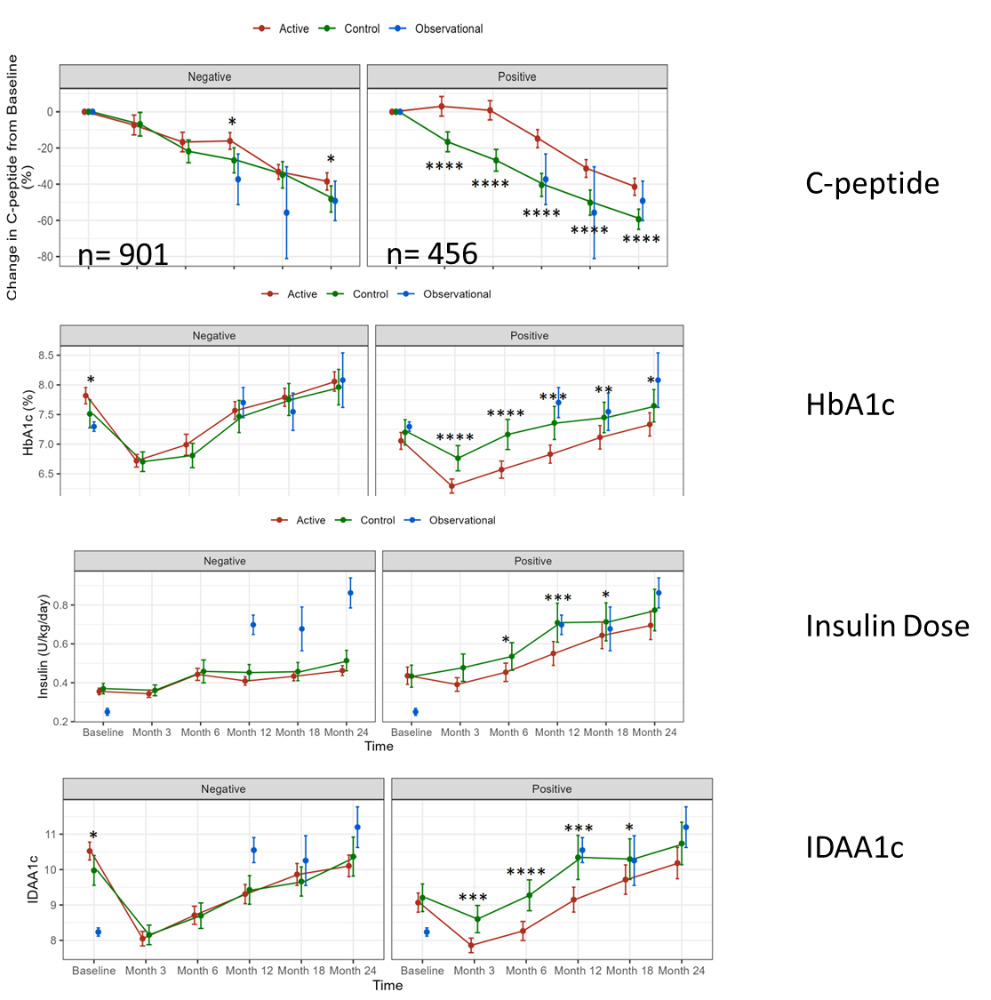 Active Control Observational
Negative Positive
Change in C-peptide from Baseline
(%)
0
-20
-40
-60
-80
* *
**** **** **** **** ****
n= 901 n= 456
C-peptide
Active Control Observational
Negative Positive
HbA1c (%)
8.5
8.0
7.5
7.0
6.5
*
**** **** *** ** *
HbA1c
Active Control Observational
Negative Positive
Insulin (U/kg/day)
0.8
0.6
0.4
0.2
* *** *
Baseline Month 3 Month 6 Month 12 Month 18 Month 24 Baseline Month 3 Month 6 Month 12 Month 18 Month 24
Time
Insulin Dose
Negative Positive
IDAA1c
11
10
9
8
*
*** **** *** *
Baseline Month 3 Month 6 Month 12 Month 18 Month 24 Baseline Month 3 Month 6 Month 12 Month 18 Month 24
Time
IDAA1c